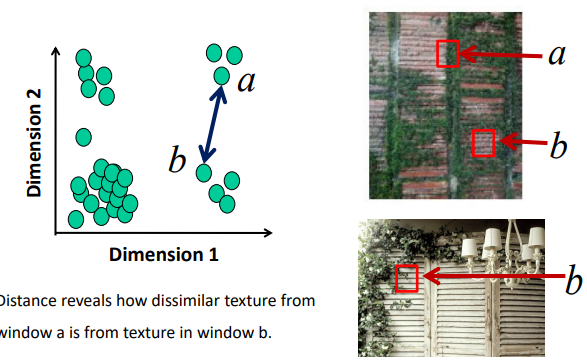 a
a
b
b
b
Dimension 2
Dimension 1
Distance reveals how dissimilar texture from
window a is from texture in window b.